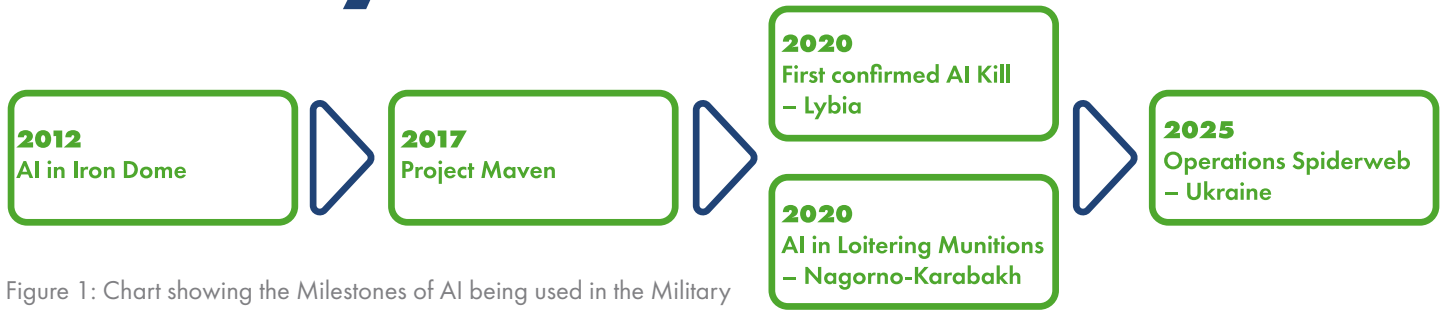 2012
AI in Iron Dome
2017
Project Maven
2020
First confirmed AI Kill
– Lybia
2020
AI in Loitering Munitions
– Nagorno-Karabakh
2025
Operations Spiderweb
– Ukraine
Figure 1: Chart showing the Milestones of AI being used in the Military